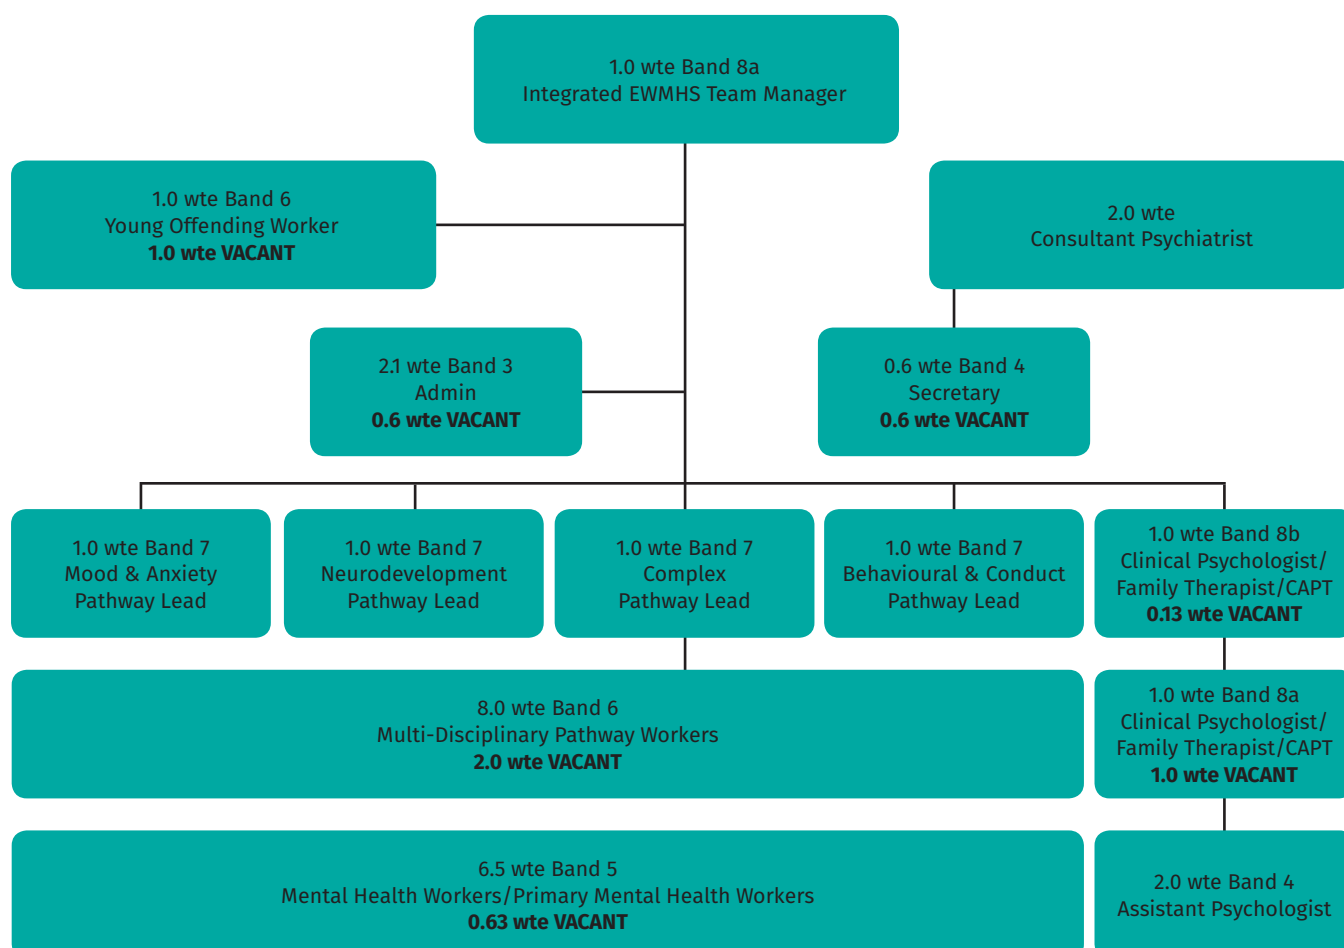 1.0 wte Band 8a
Integrated EWMHS Team Manager
1.0 wte Band 6
Young Offending Worker
1.0 wte VACANT
2.0 wte
Consultant Psychiatrist
2.1 wte Band 3
Admin
0.6 wte VACANT
0.6 wte Band 4
Secretary
0.6 wte VACANT
1.0 wte Band 7
Mood & Anxiety
Pathway Lead
1.0 wte Band 7
Neurodevelopment
Pathway Lead
1.0 wte Band 7
Complex
Pathway Lead
1.0 wte Band 7
Behavioural & Conduct
Pathway Lead
1.0 wte Band 8b
Clinical Psychologist/
Family Therapist/CAPT
0.13 wte VACANT
8.0 wte Band 6
Multi-Disciplinary Pathway Workers
2.0 wte VACANT
1.0 wte Band 8a
Clinical Psychologist/
Family Therapist/CAPT
1.0 wte VACANT
6.5 wte Band 5
Mental Health Workers/Primary Mental Health Workers
0.63 wte VACANT
2.0 wte Band 4
Assistant Psychologist